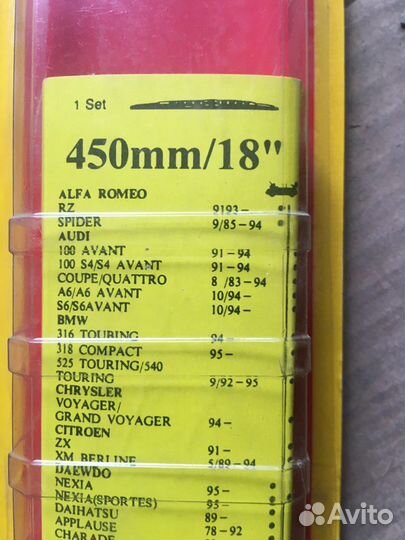 1 Set
450mm/18"
ALFA ROMEO
RZ 9193-
SPIDER 9/85-94
AUDI
100 AVANT 91-94
100 S4/S4 AVANT 91-94
COUPE/QUATTRO 8 /83-94
A6/A6 AVANT 10/94-
S6/S6AVANT 10/94-
BMW
316 TOURING 94-
318 COMPACT 95-
525 TOURING/540
TOURING 9/92-95
CHRYSLER
VOYAGER/
GRAND VOYAGER 94-
CITROEN
ZX 91-
XM BERLINE 5/89-94
DAEWDO
NEXIA 95-
NEXIA(SPORTES) 95-
DAIHATSU 89-
APPLAUSE 78-92
CHARADE
Avito